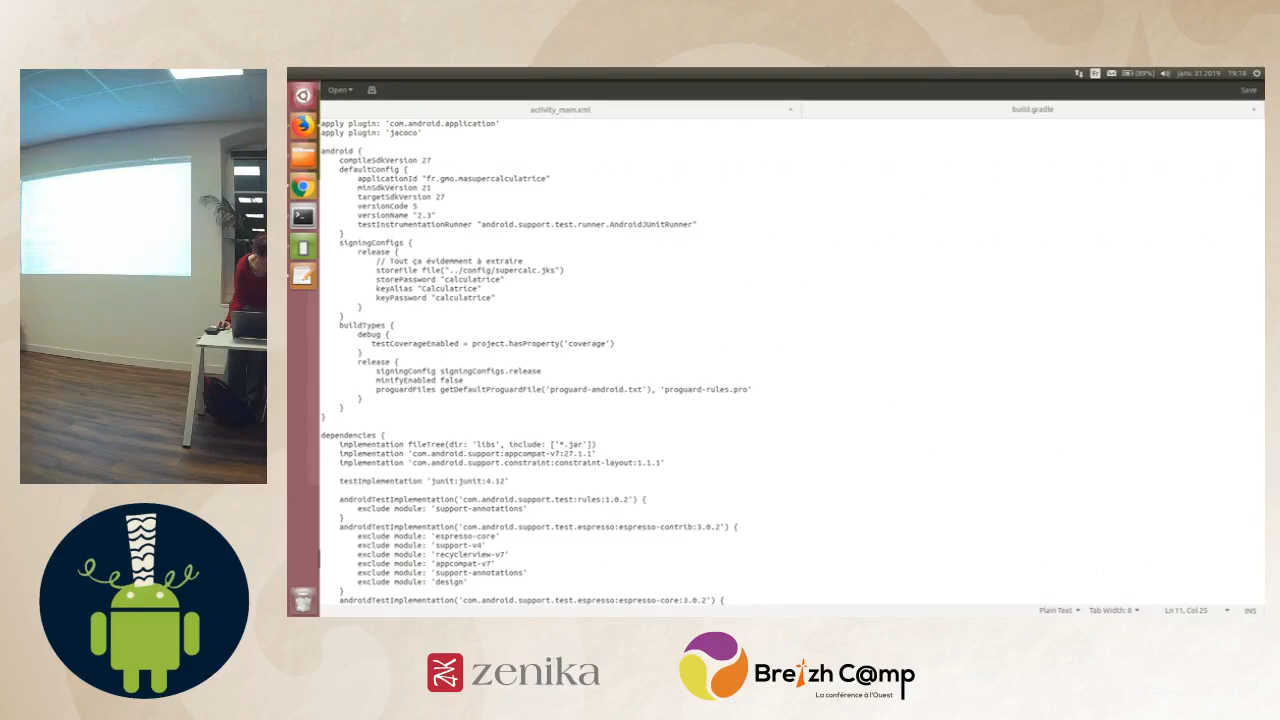 Fr
(89%)
janv. 31 2019
19:18
Open
Save
activity_main.xml
build.gradle
apply plugin: 'com.android.application'
apply plugin: 'jacoco'
android {
compileSdkVersion 27
defaultConfig {
applicationId "fr.gmo.masupercalculatrice"
minSdkVersion 21
targetSdkVersion 27
versionCode 5
versionName "2.3"
testInstrumentationRunner "android.support.test.runner.AndroidJUnitRunner"
}
signingConfigs {
release {
// Tout ça évidemment à extraire
storeFile file("../config/supercalc.jks")
storePassword "calculatrice"
keyAlias "Calculatrice"
keyPassword "calculatrice"
}
}
buildTypes {
debug {
testCoverageEnabled = project.hasProperty('coverage')
}
release {
signingConfig signingConfigs.release
minifyEnabled false
proguardFiles getDefaultProguardFile('proguard-android.txt'), 'proguard-rules.pro'
}
}
}
dependencies {
implementation fileTree(dir: 'libs', include: ['*.jar'])
implementation 'com.android.support:appcompat-v7:27.1.1'
implementation 'com.android.support.constraint:constraint-layout:1.1.1'
testImplementation 'junit:junit:4.12'
androidTestImplementation('com.android.support.test:rules:1.0.2') {
exclude module: 'support-annotations'
}
androidTestImplementation('com.android.support.test.espresso:espresso-contrib:3.0.2') {
exclude module: 'espresso-core'
exclude module: 'support-v4'
exclude module: 'recyclerview-v7'
exclude module: 'appcompat-v7'
exclude module: 'support-annotations'
exclude module: 'design'
}
androidTestImplementation('com.android.support.test.espresso:espresso-core:3.0.2') {
Plain Text
Tab Width: 8
Ln 11, Col 25
INS
zenika
Breizh C@mp
La conférence à l'Ouest